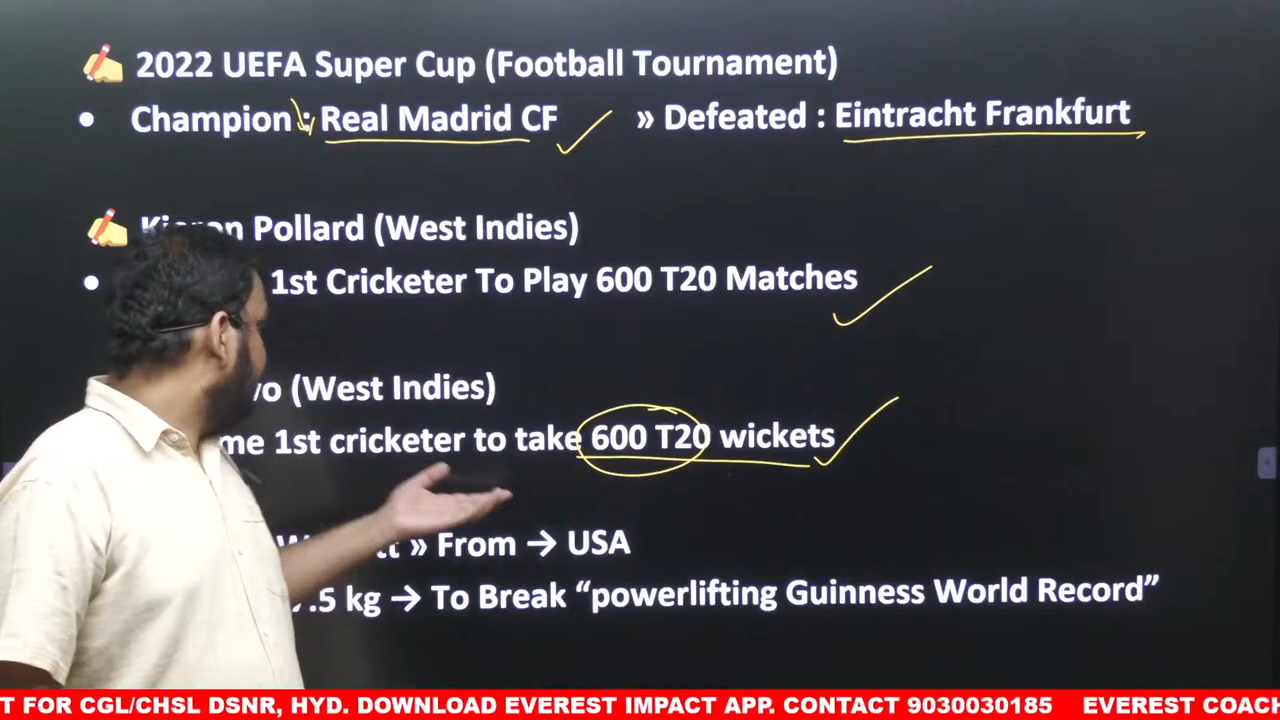 2022 UEFA Super Cup (Football Tournament)
• Champion : Real Madrid CF » Defeated : Eintracht Frankfurt
Pollard (West Indies)
• 1st Cricketer To Play 600 T20 Matches
(West Indies)
1st cricketer to take 600 T20 wickets
» From → USA
.5 kg → To Break “powerlifting Guinness World Record”
T FOR CGL/CHSL DSNR, HYD. DOWNLOAD EVEREST IMPACT APP. CONTACT 9030030185 EVEREST COACH